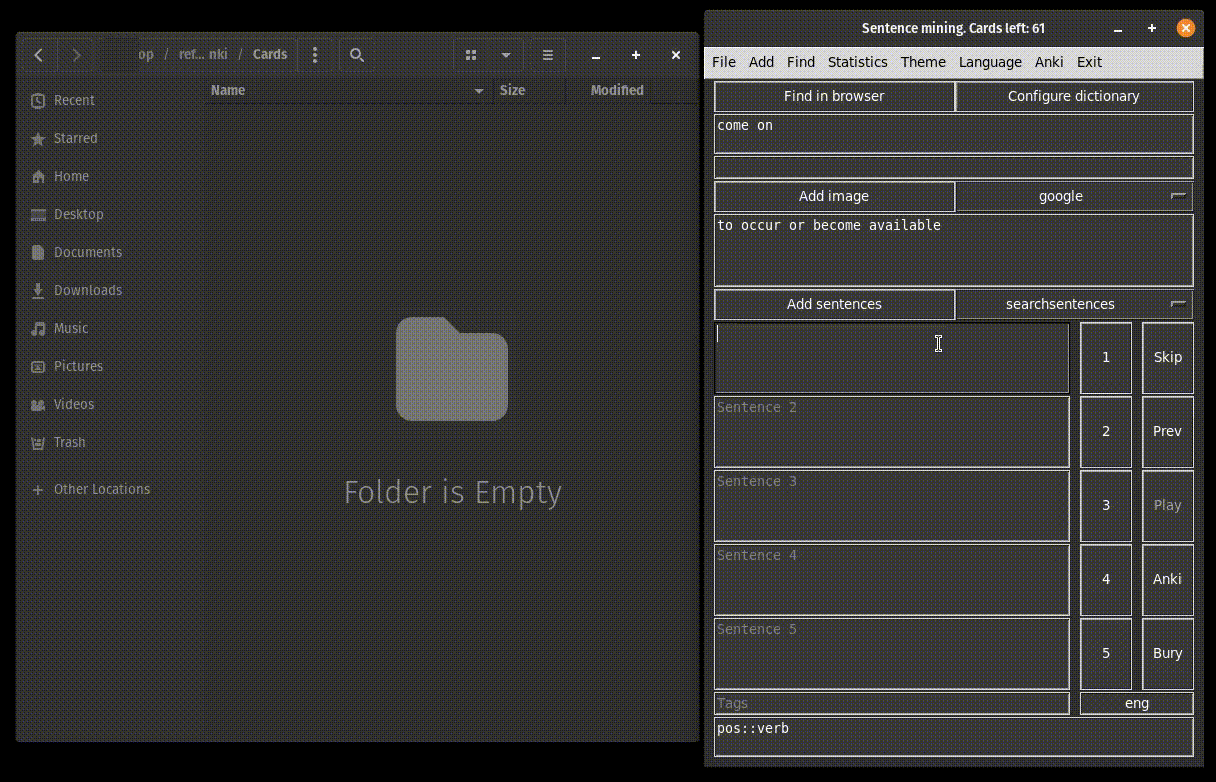 op / ref... nki / Cards
Name Size Modified
Recent
Starred
Home
Desktop
Documents
Downloads
Music
Pictures
Videos
Trash
Other Locations
Folder is Empty
Sentence mining. Cards left: 61
File Add Find Statistics Theme Language Anki Exit
Find in browser Configure dictionary
come on
Add image google
to occur or become available
Add sentences searchsentences
1 Skip
Sentence 2 2 Prev
Sentence 3 3 Play
Sentence 4 4 Anki
Sentence 5 5 Bury
Tags eng
pos::verb